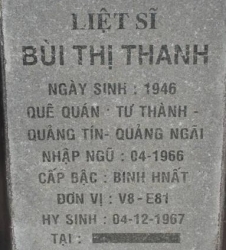 LIỆT SĨ
BÙI THỊ THANH
NGÀY SINH : 1946
QUÊ QUÁN : TƯ THÀNH -
QUẢNG TÍN- QUẢNG NGÃI
NHẬP NGŨ : 04-1966
CẤP BẬC : BINH HNẤT
ĐƠN VỊ : V8 - E81
HY SINH : 04-12-1967
TẠI :